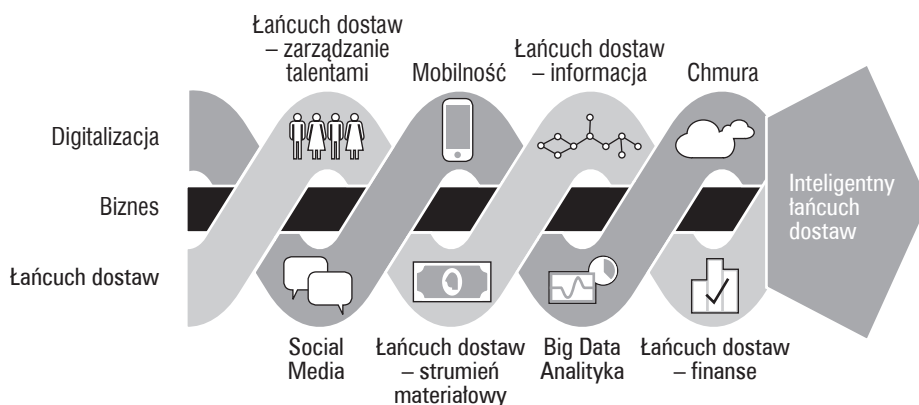 Łańcuch dostaw
– zarządzanie
talentami
Mobilność
Łańcuch dostaw
– informacja
Chmura
Digitalizacja
Biznes
Łańcuch dostaw
Inteligentny
łańcuch
dostaw
Social
Media
Łańcuch dostaw
– strumień
materiałowy
Big Data
Analityka
Łańcuch dostaw
– finanse